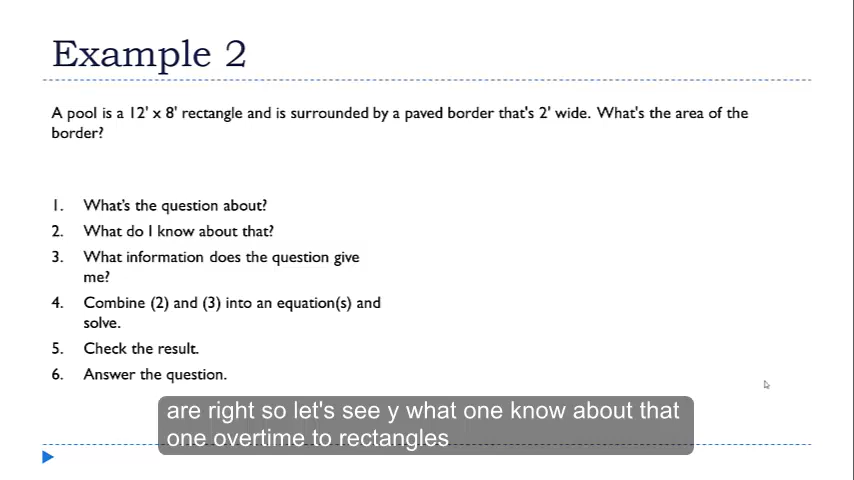 Example 2
A pool is a 12' x 8' rectangle and is surrounded by a paved border that's 2' wide. What's the area of the
border?
1. What's the question about?
2. What do I know about that?
3. What information does the question give
me?
4. Combine (2) and (3) into an equation(s) and
solve.
5. Check the result.
6. Answer the question.
are right so let's see y what one know about that
one overtime to rectangles